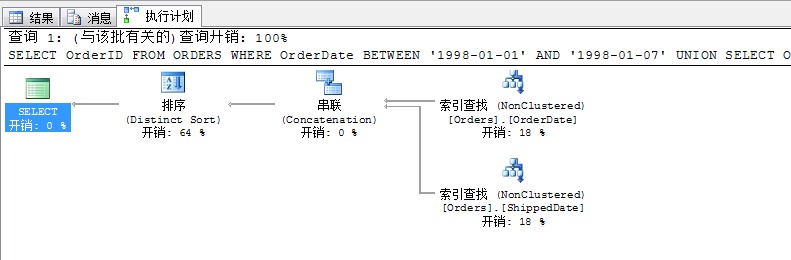 结果 消息 执行计划
查询 1: (与该批有关的)查询开销: 100%
SELECT OrderID FROM ORDERS WHERE OrderDate BETWEEN '1998-01-01' AND '1998-01-07' UNION SELECT O
SELECT
开销: 0 %
排序
(Distinct Sort)
开销: 64 %
串联
(Concatenation)
开销: 0 %
索引查找 (NonClustered)
[Orders].[OrderDate]
开销: 18 %
索引查找 (NonClustered)
[Orders].[ShippedDate]
开销: 18 %